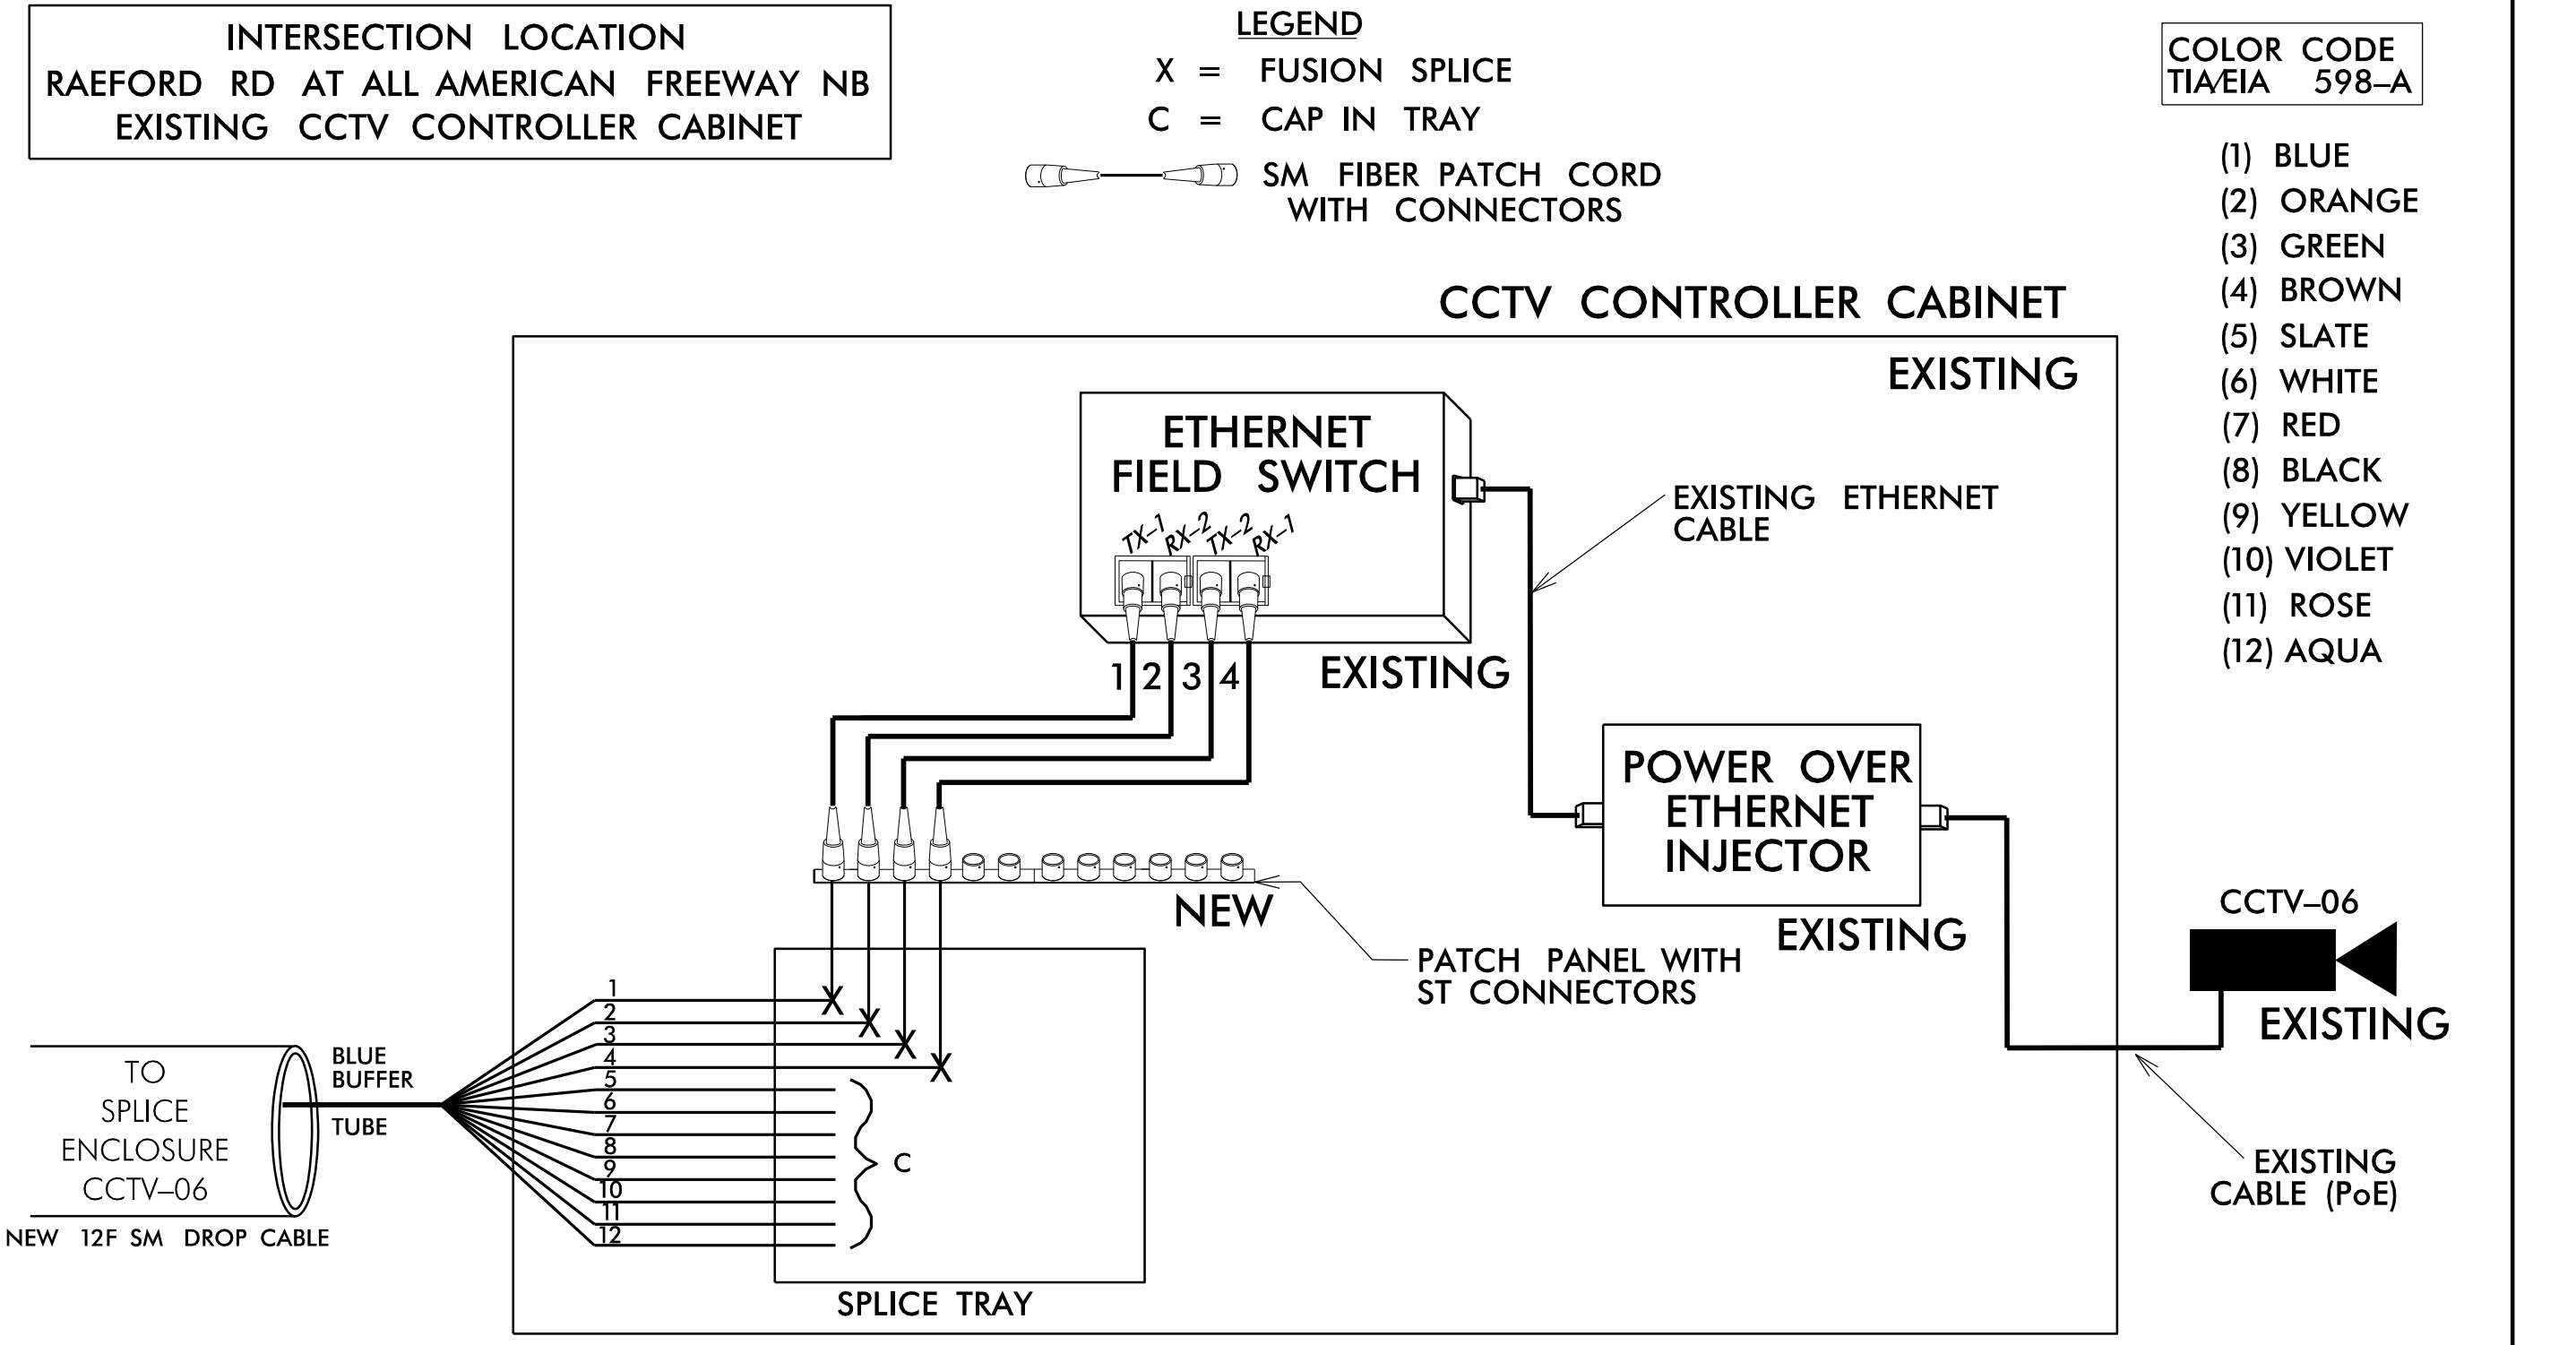 INTERSECTION LOCATION
RAEFORD RD AT ALL AMERICAN FREEWAY NB
EXISTING CCTV CONTROLLER CABINET
LEGEND
X = FUSION SPLICE
C = CAP IN TRAY
SM FIBER PATCH CORD
WITH CONNECTORS
COLOR CODE
TIA/EIA 598-A
(1) BLUE
(2) ORANGE
(3) GREEN
(4) BROWN
(5) SLATE
(6) WHITE
(7) RED
(8) BLACK
(9) YELLOW
(10) VIOLET
(11) ROSE
(12) AQUA
CCTV CONTROLLER CABINET
EXISTING
ETHERNET
FIELD SWITCH
TX-1 RX-2 TX-2 RX-1
1 2 3 4
EXISTING
EXISTING ETHERNET
CABLE
POWER OVER
ETHERNET
INJECTOR
EXISTING
NEW
PATCH PANEL WITH
ST CONNECTORS
CCTV-06
EXISTING
EXISTING
CABLE (PoE)
TO
SPLICE
ENCLOSURE
CCTV-06
NEW 12F SM DROP CABLE
BLUE
BUFFER
TUBE
1 X
2 X
3 X
4 X
5
6
7
8
9
10
11
12
C
SPLICE TRAY